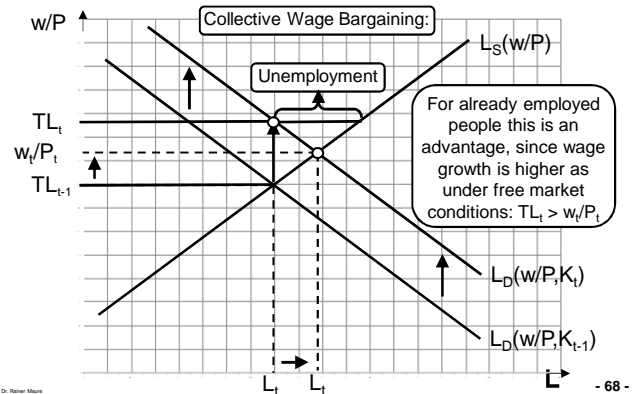 Collective Wage Bargaining:
w/P
L_S(w/P)
Unemployment
TL_t
w_t/P_t
TL_t-1
For already employed
people this is an
advantage, since wage
growth is higher as
under free market
conditions: TL_t > w_t/P_t
L_D(w/P,K_t)
L_D(w/P,K_t-1)
L_t L_t
L
Dr. Rainer Maure
- 68 -